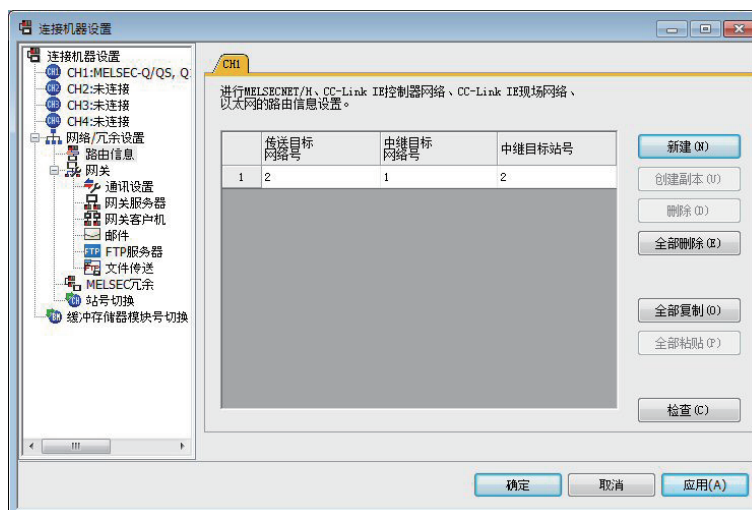 连接机器设置
连接机器设置
CH1:MELSEC-Q/QS, Q
CH2:未连接
CH3:未连接
CH4:未连接
网络/冗余设置
路由信息
网关
通讯设置
网关服务器
网关客户机
邮件
FTP服务器
文件传送
MELSEC冗余
站号切换
缓冲存储器模块号切换
CH1
进行MELSECNET/H、CC-Link IE控制器网络、CC-Link IE现场网络、
以太网的路由信息设置。
传送目标网络号 中继目标网络号 中继目标站号
1 2 1 2
新建(N)
创建副本(U)
删除(D)
全部删除(E)
全部复制(O)
全部粘贴(P)
检查(C)
确定 取消 应用(A)